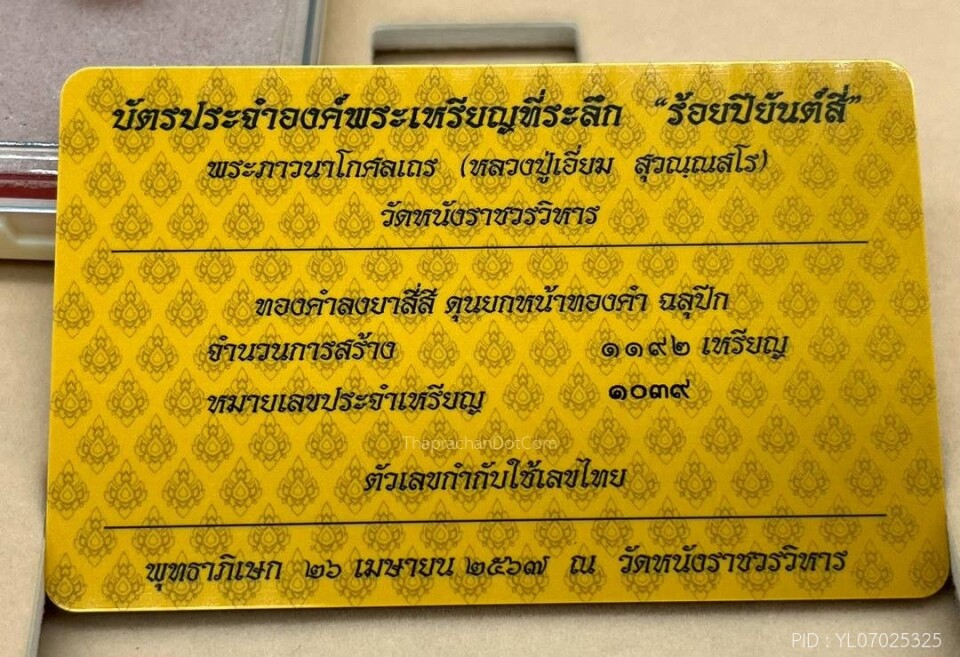 บัตรประจำองค์พระเหรียญที่ระลึก "ร้อยปียันต์สี่"
พระภาวนาโกศลเถร (หลวงปู่เอี่ยม สุวณฺณสโร)
วัดหนังราชวรวิหาร
ทองคำลงยาสี่สี ดุนยกหน้าทองคำ ฉลุปีก
จำนวนการสร้าง ๑๑๙๒ เหรียญ
หมายเลขประจำเหรียญ ๑๐๓๙
ThaprachanDotCom
ตัวเลขกำกับใช้เลขไทย
พุทธาภิเษก ๒๖ เมษายน ๒๕๖๗ ณ วัดหนังราชวรวิหาร
PID : YL07025325